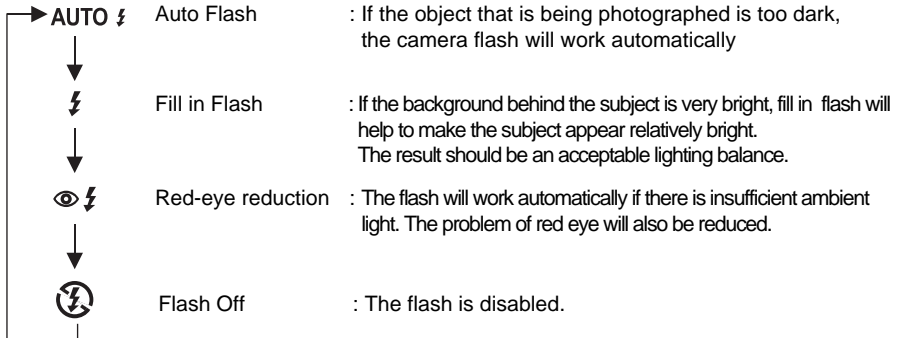 AUTO Auto Flash : If the object that is being photographed is too dark,
the camera flash will work automatically
Fill in Flash : If the background behind the subject is very bright, fill in flash will
help to make the subject appear relatively bright.
The result should be an acceptable lighting balance.
Red-eye reduction : The flash will work automatically if there is insufficient ambient
light. The problem of red eye will also be reduced.
Flash Off : The flash is disabled.